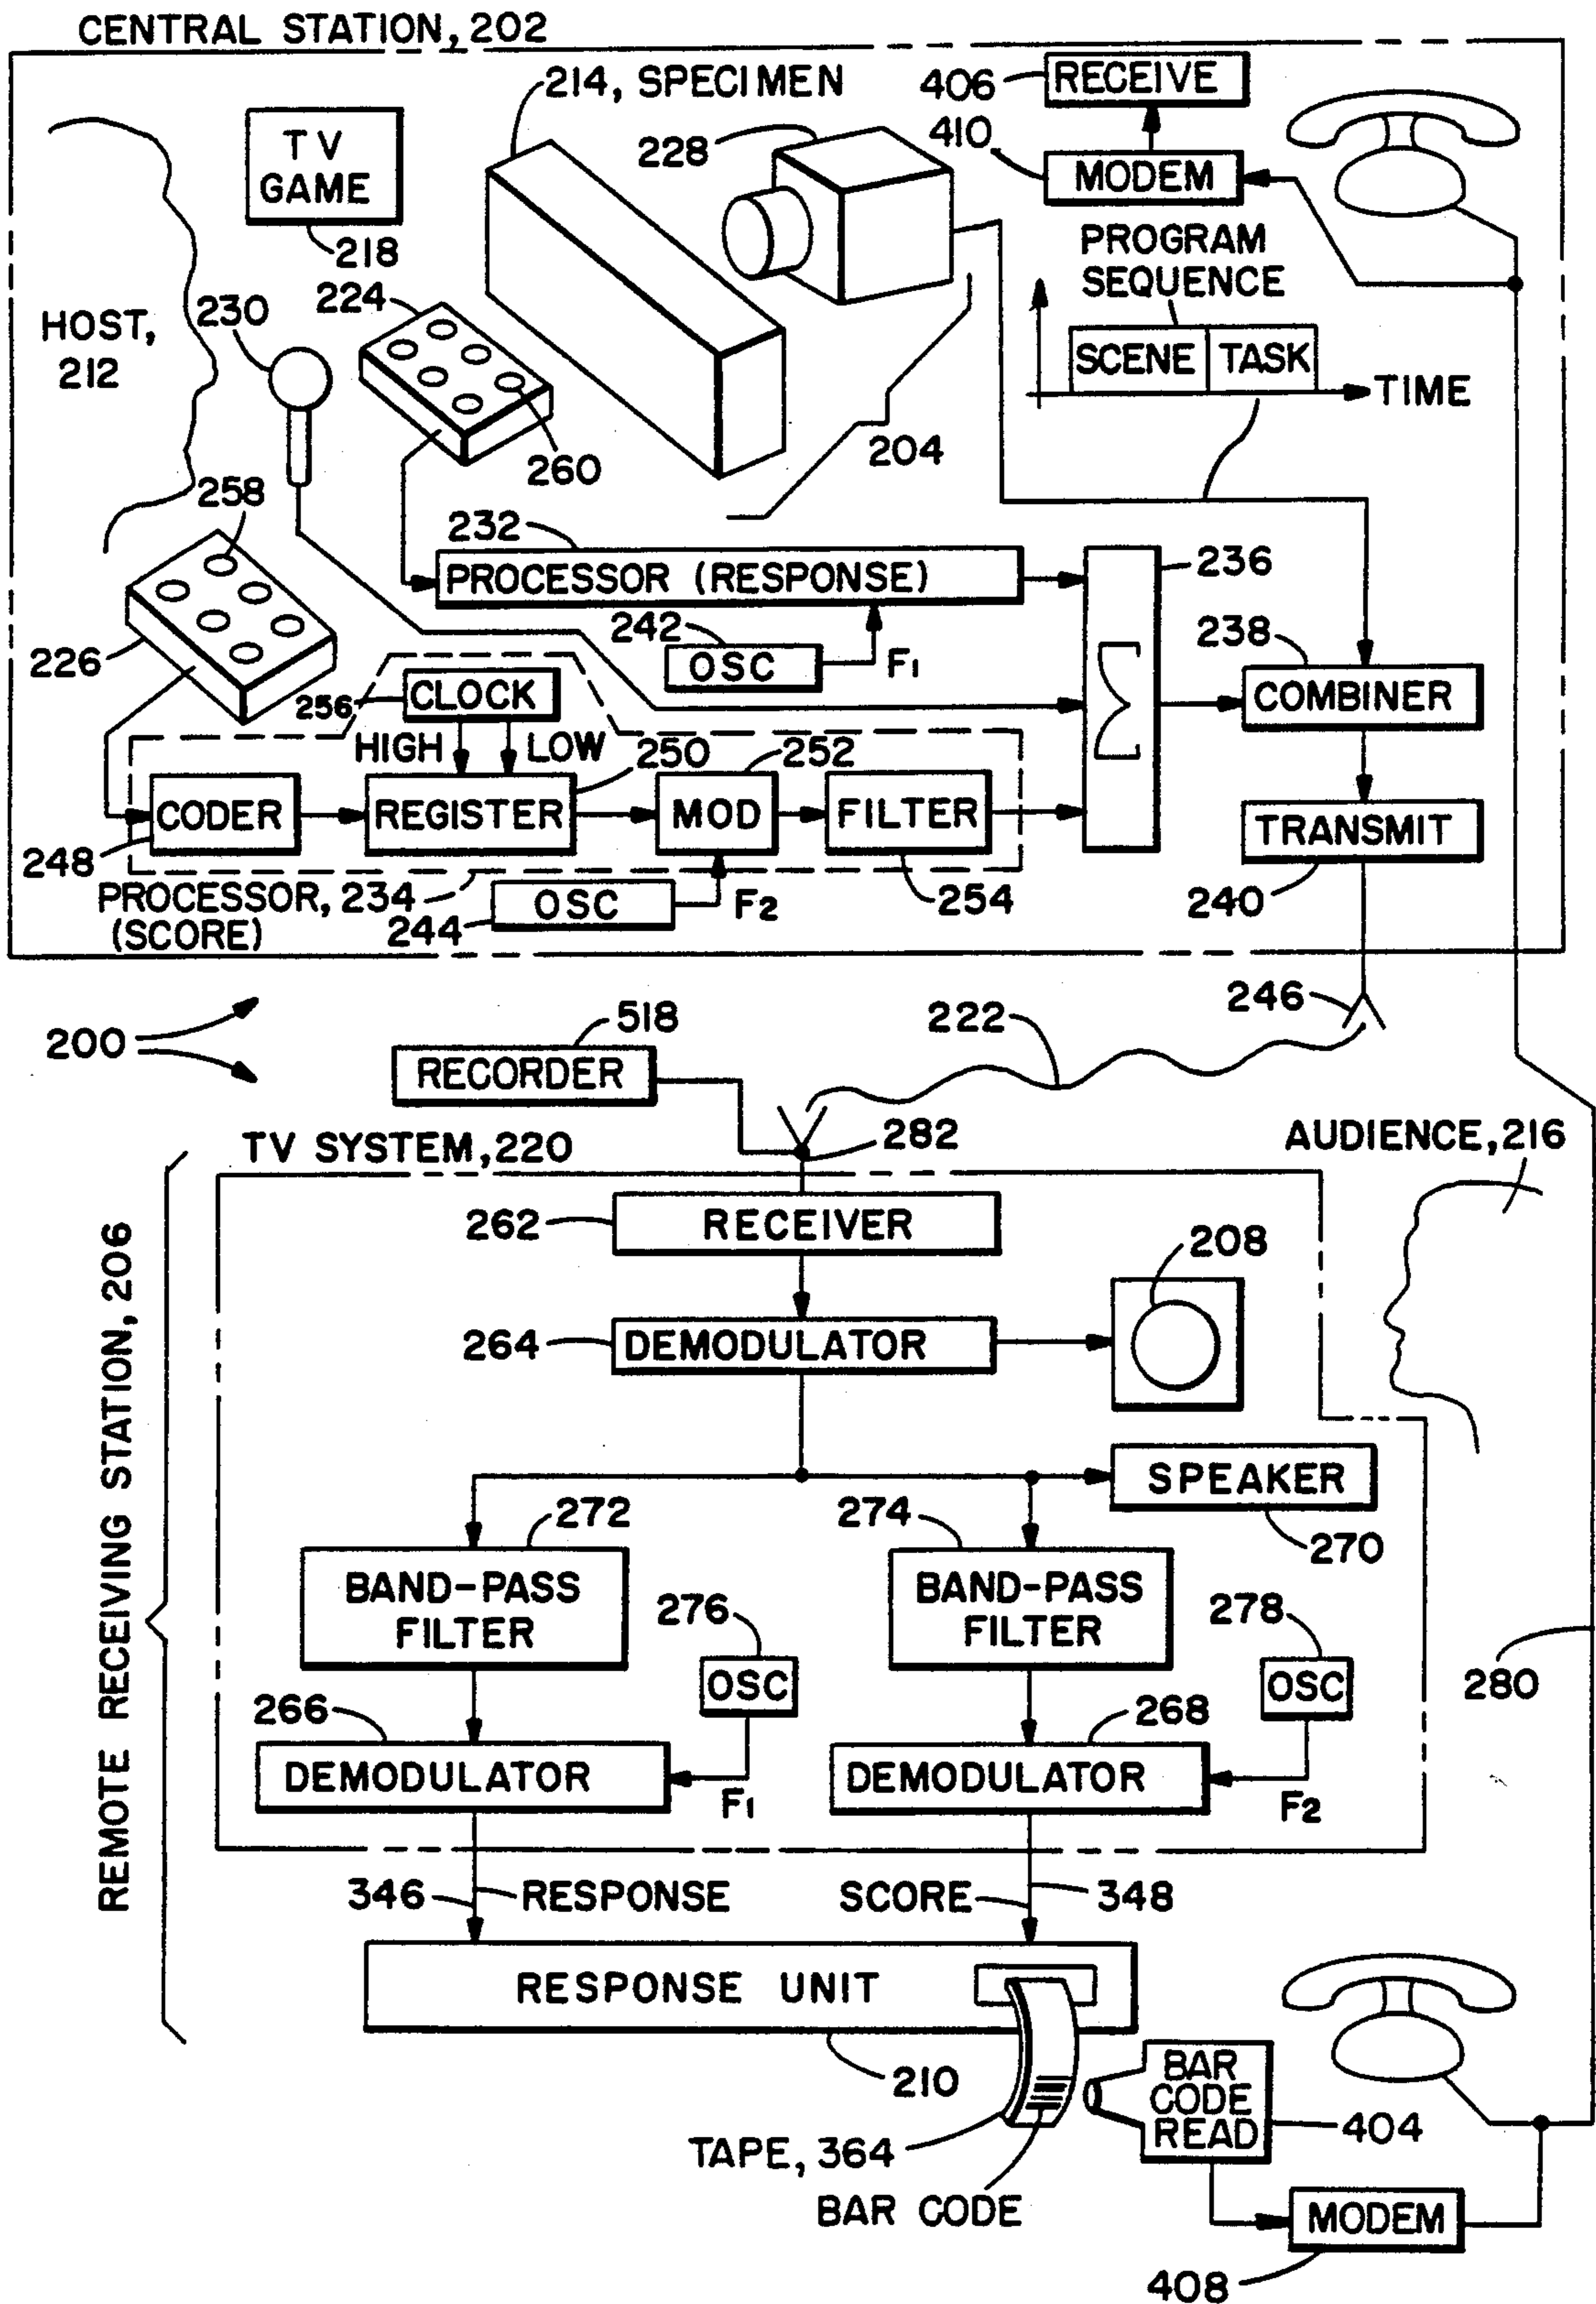 CENTRAL STATION, 202
214, SPECIMEN
406
RECEIVE
410
MODEM
TV
GAME
218
228
PROGRAM
SEQUENCE
SCENE
TASK
TIME
HOST,
212
230
224
260
204
258
226
232
PROCESSOR (RESPONSE)
236
242
OSC
F1
238
COMBINER
256
CLOCK
HIGH
LOW
250
252
CODER
REGISTER
MOD
FILTER
248
TRANSMIT
PROCESSOR, 234
(SCORE)
244
OSC
F2
254
240
246
200
518
RECORDER
222
282
TV SYSTEM, 220
AUDIENCE, 216
REMOTE RECEIVING STATION, 206
262
RECEIVER
208
264
DEMODULATOR
SPEAKER
270
272
274
BAND-PASS
FILTER
BAND-PASS
FILTER
276
OSC
278
OSC
280
266
268
DEMODULATOR
F1
DEMODULATOR
F2
346
RESPONSE
SCORE
348
RESPONSE UNIT
210
BAR
CODE
READ
404
TAPE, 364
BAR CODE
MODEM
408